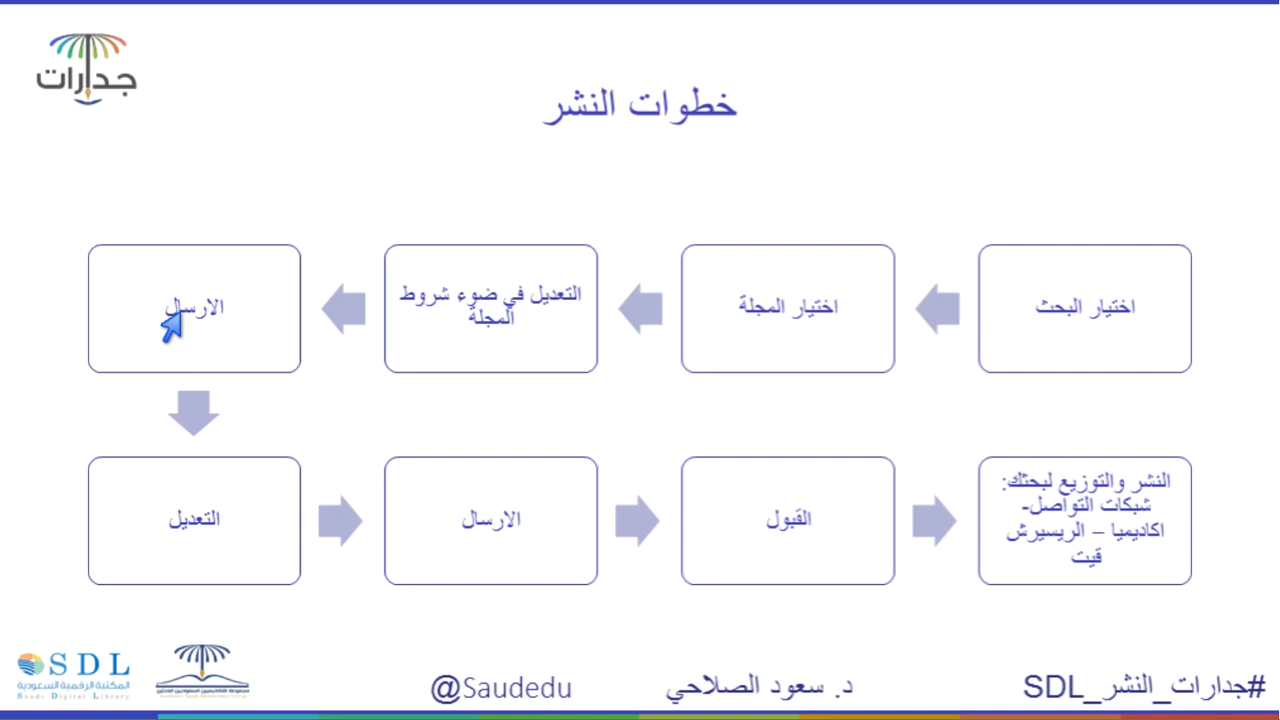 جدارات
خطوات النشر
اختيار البحث
اختيار المجلة
التعديل في ضوء شروط
المجلة
الارسال
التعديل
الارسال
القبول
النشر والتوزيع لبحثك:
شبكات التواصل-
اكاديميا – الريسيرش
قيت
#جدارات_النشر_SDL
د. سعود الصلاحي
@Saudedu
SDL
المكتبة الرقمية السعودية
Saudi Digital Library